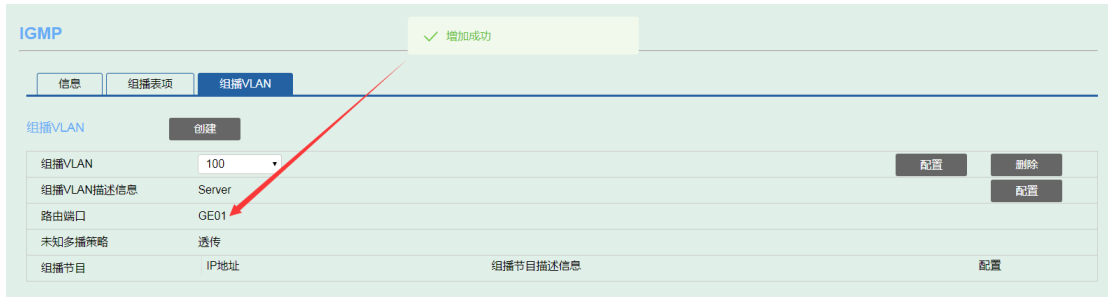 IGMP
增加成功
信息 组播表项 组播VLAN
组播VLAN 创建
组播VLAN 100 配置 删除
组播VLAN描述信息 Server 配置
路由端口 GE01
未知多播策略 透传
组播节目 IP地址 组播节目描述信息 配置